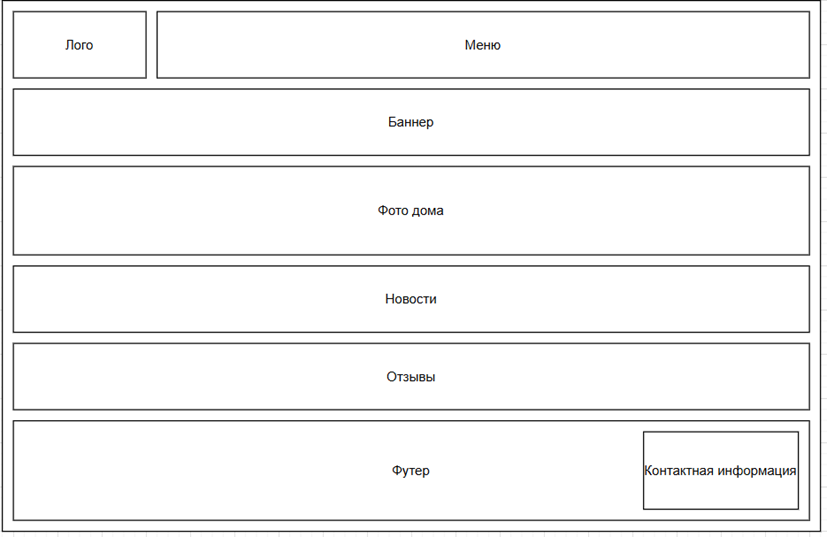 Лого
Меню
Баннер
Фото дома
Новости
Отзывы
Футер
Контактная информация